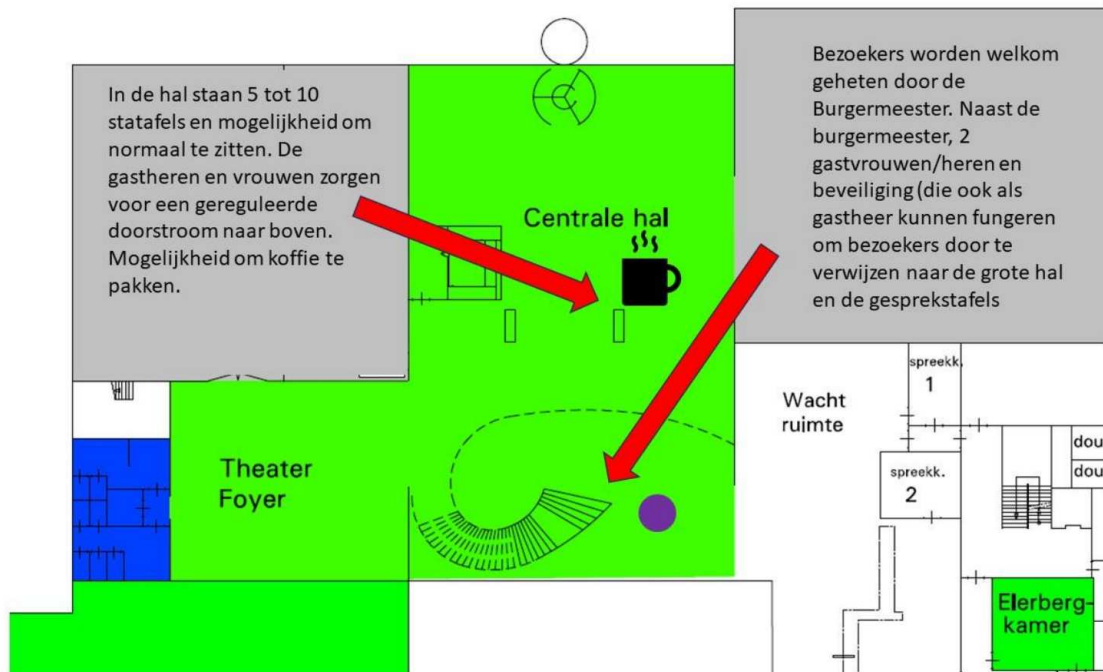 In de hal staan 5 tot 10
statafels en mogelijkheid om
normaal te zitten. De
gastheren en vrouwen zorgen
voor een gereguleerde
doorstroom naar boven.
Mogelijkheid om koffie te
pakken.
Bezoekers worden welkom
geheten door de
Burgermeester. Naast de
burgermeester, 2
gastvrouwen/heren en
beveiliging (die ook als
gastheer kunnen fungeren
om bezoekers door te
verwijzen naar de grote hal
en de gesprekstafels
Centrale hal
Theater
Foyer
Wacht
ruimte
spreekk.
1
spreekk.
2
dou
dou
Elerberg-
kamer